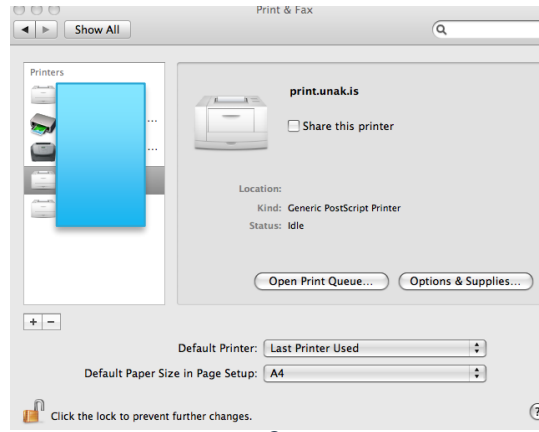 Print & Fax
Show All
Printers
...
...
print.unak.is
Share this printer
Location:
Kind: Generic PostScript Printer
Status: Idle
Open Print Queue... Options & Supplies...
+ −
Default Printer: Last Printer Used
Default Paper Size in Page Setup: A4
Click the lock to prevent further changes.
?